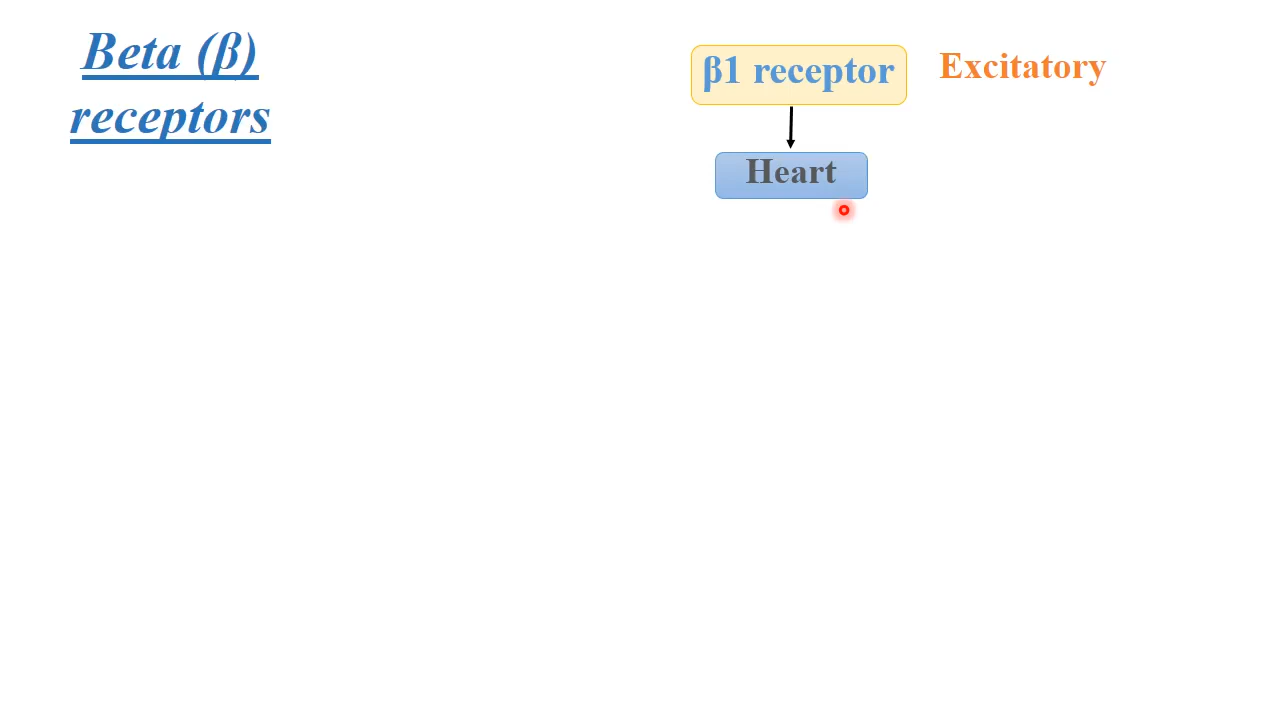 Beta (β)
receptors
β1 receptor
Excitatory
Heart